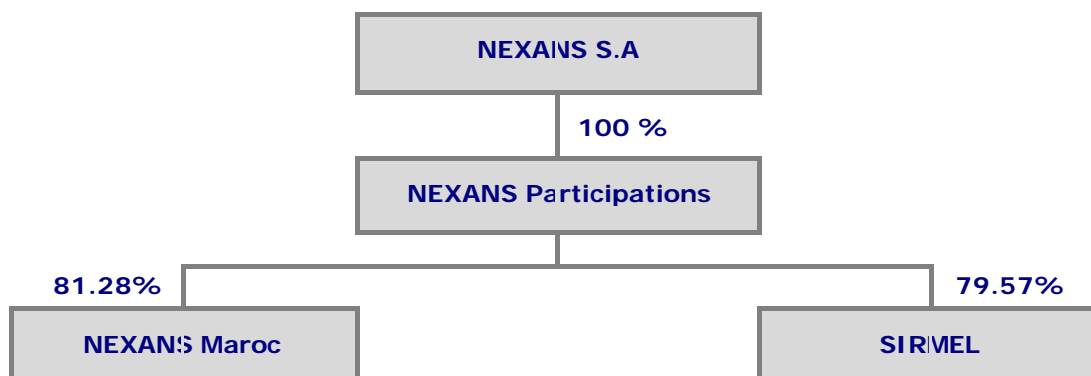 NEXANS S.A
100 %
NEXANS Participations
81.28%
79.57%
NEXANS Maroc
SIRMEL